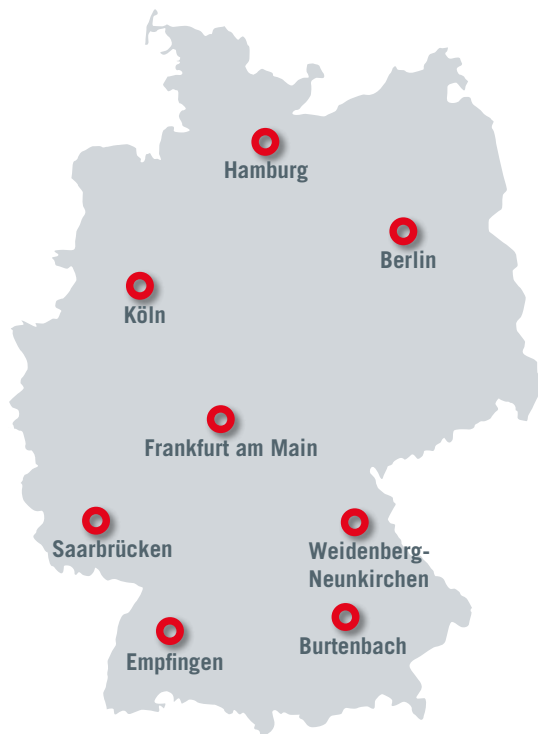 Hamburg
Berlin
Köln
Frankfurt am Main
Saarbrücken
Weidenberg-
Neunkirchen
Burtenbach
Empfingen